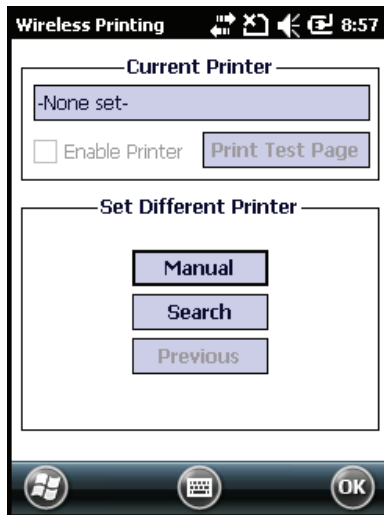 Wireless Printing 8:57
Current Printer
-None set-
Enable Printer Print Test Page
Set Different Printer
Manual
Search
Previous
OK